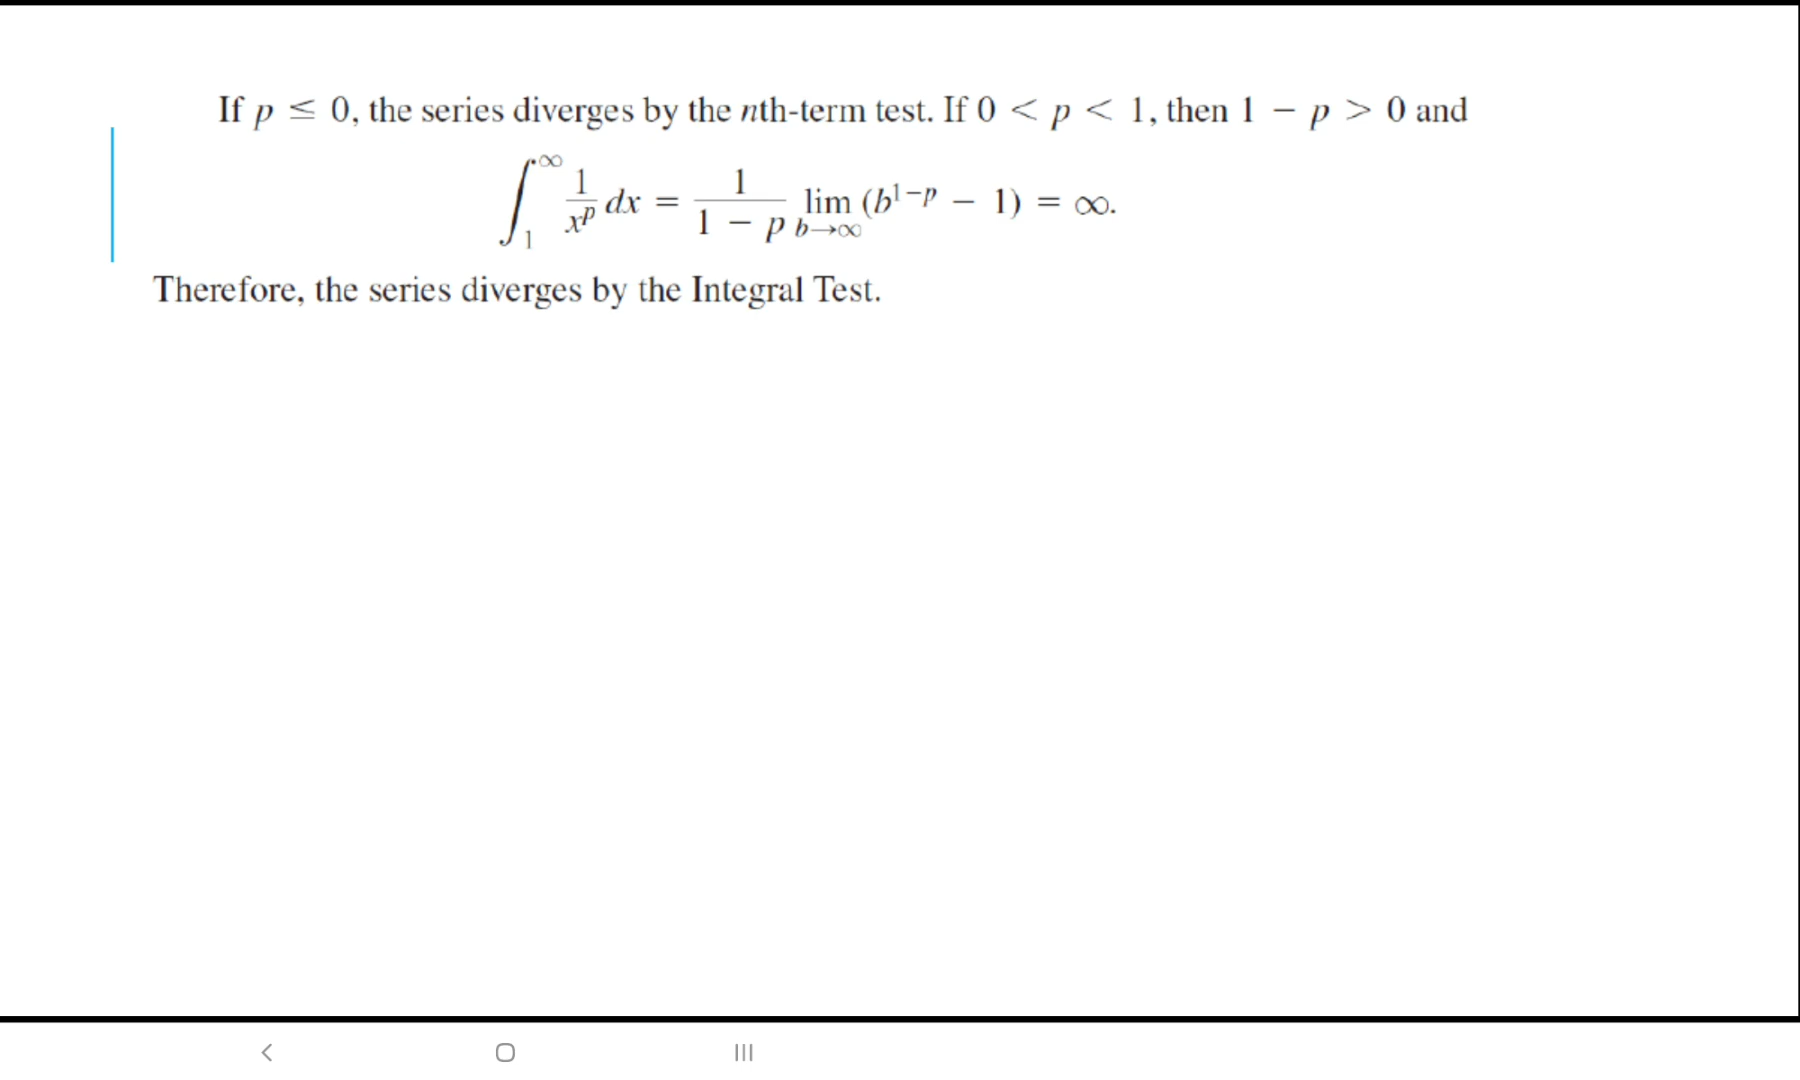 If p ≤ 0, the series diverges by the nth-term test. If 0 < p < 1, then 1 − p > 0 and
∫₁^∞ 1/xᵖ dx = 1/(1 − p) lim_{b→∞} (b^{1−p} − 1) = ∞.
Therefore, the series diverges by the Integral Test.